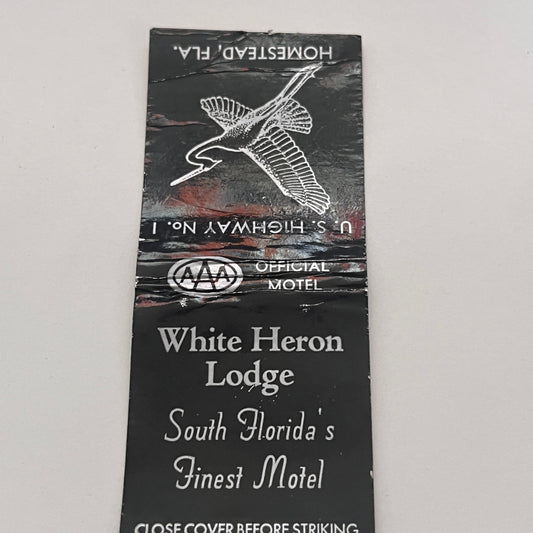 HOMESTEAD, FLA.
U. S. HIGHWAY No. 1
AAA
OFFICIAL
MOTEL
White Heron
Lodge
South Florida's
Finest Motel
CLOSE COVER BEFORE STRIKING